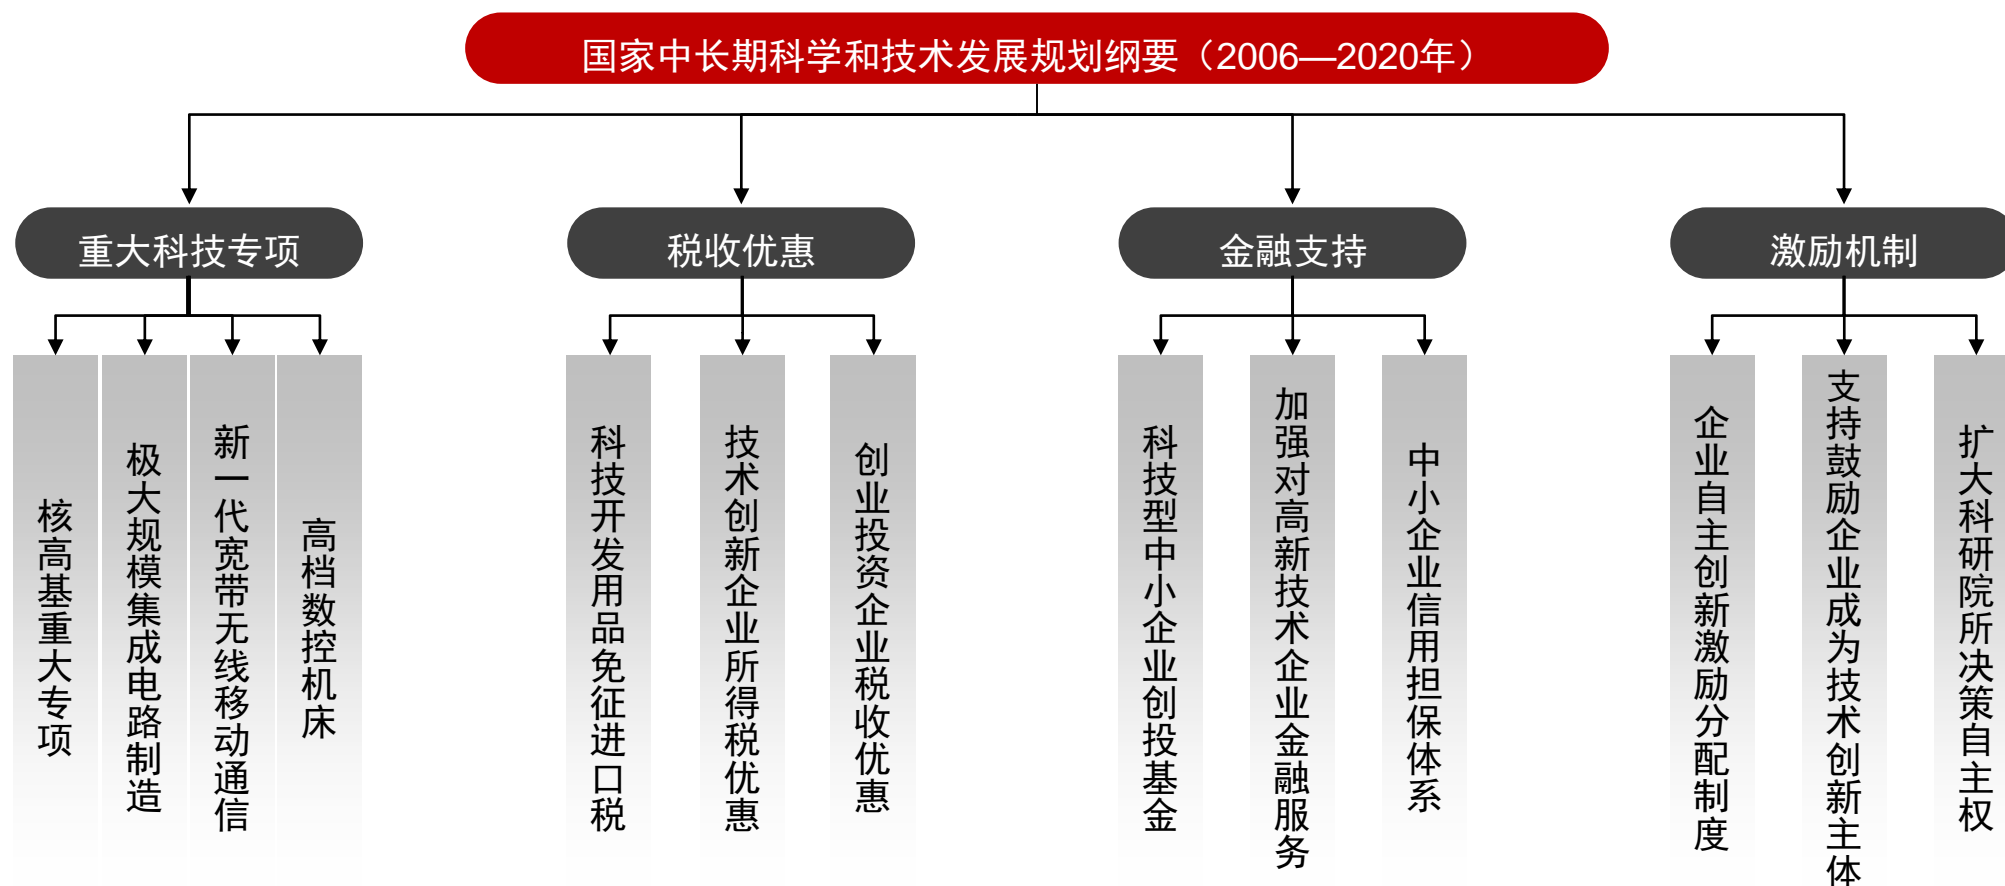 国家中长期科学和技术发展规划纲要（2006—2020年）
重大科技专项
税收优惠
金融支持
激励机制
核高基重大专项
极大规模集成电路制造
新一代宽带无线移动通信
高档数控机床
科技开发用品免征进口税
技术创新企业所得税优惠
创业投资企业税收优惠
科技型中小企业创投基金
加强对高新技术企业金融服务
中小企业信用担保体系
企业自主创新激励分配制度
支持鼓励企业成为技术创新主体
扩大科研院所决策自主权